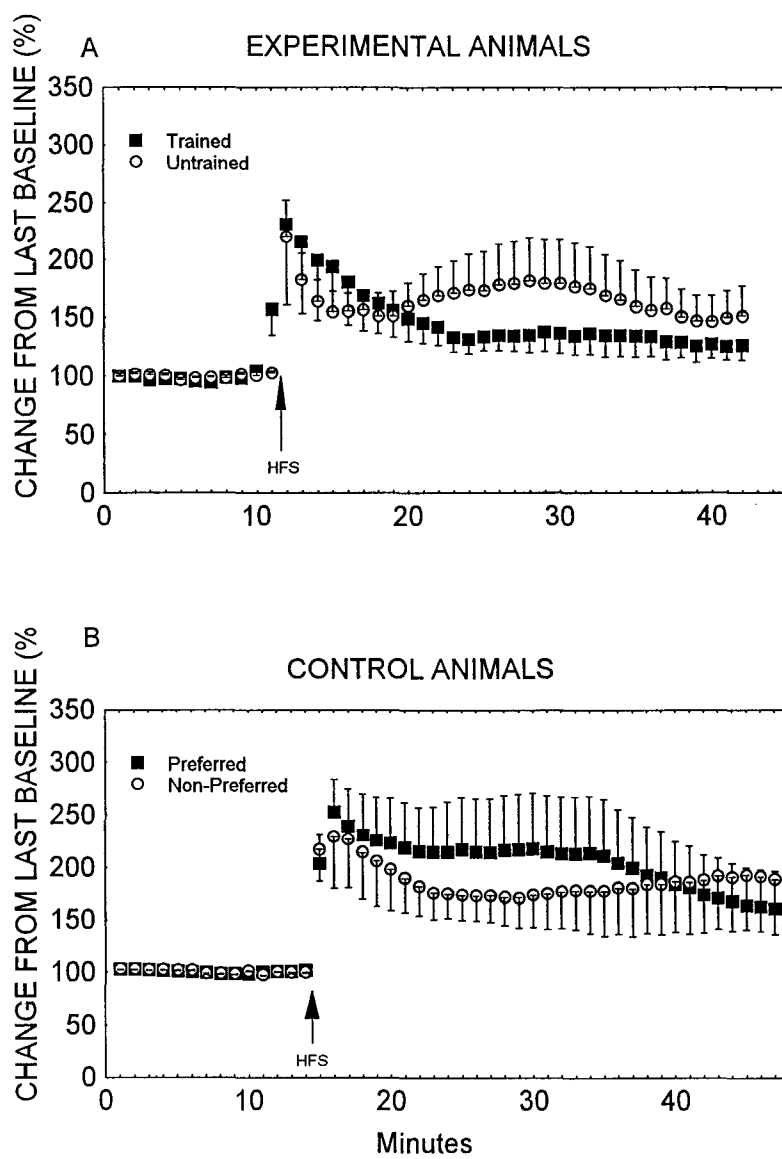 A
EXPERIMENTAL ANIMALS
CHANGE FROM LAST BASELINE (%)
350
300
250
200
150
100
50
0
Trained
Untrained
HFS
0 10 20 30 40
B
CONTROL ANIMALS
CHANGE FROM LAST BASELINE (%
350
300
250
200
150
100
50
0
Preferred
Non-Preferred
HFS
0 10 20 30 40
Minutes